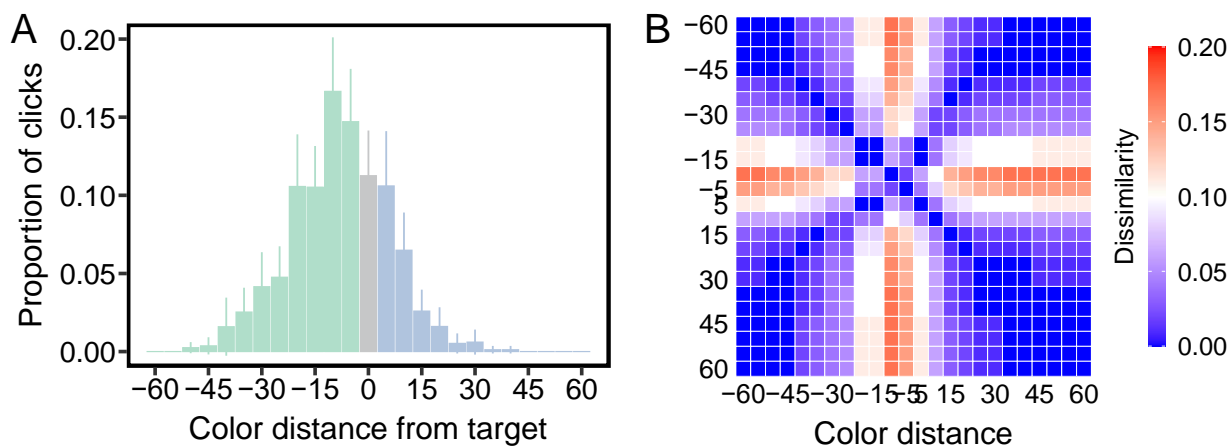 A
Proportion of clicks
0.20
0.15
0.10
0.05
0.00
−60 −45 −30 −15 0 15 30 45 60
Color distance from target
B
−60
−45
−30
−15
−5
5
15
30
45
60
−60 −45 −30 −15 −5 5 15 30 45 60
Color distance
Dissimilarity
0.20
0.15
0.10
0.05
0.00